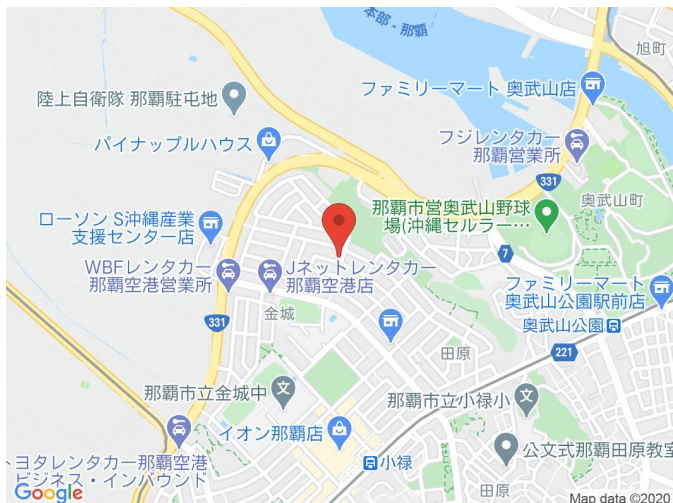 本部 - 那覇
旭町
ファミリーマート 奥武山店
陸上自衛隊 那覇駐屯地
パイナップルハウス
フジレンタカー
那覇営業所
331
奥武山町
那覇市営奥武山野球
場(沖縄セルラー…
ローソン S沖縄産業
支援センター店
7
WBFレンタカー
那覇空港営業所
Jネットレンタカー
那覇空港店
ファミリーマート
奥武山公園駅前店
金城
331
奥武山公園
田原
221
那覇市立金城中
文
那覇市立小禄小
文
イオン那覇店
小禄
公文式那覇田原教室
トヨタレンタカー那覇空港
ビジネス・インバウンド
田原
Google
Map data ©2020